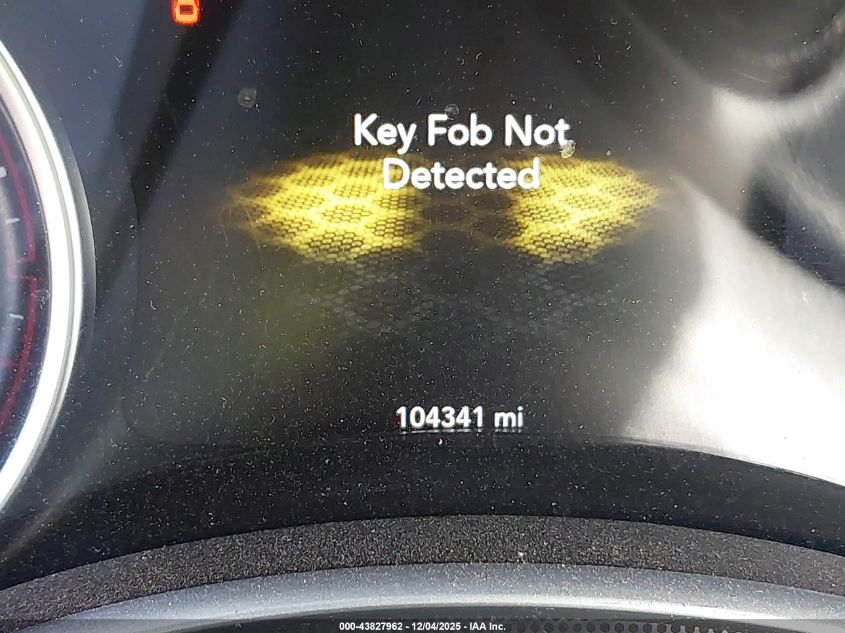 Key Fob Not
Detected
104341 mi
000-43827962 - 12/04/2025 - IAA Inc.